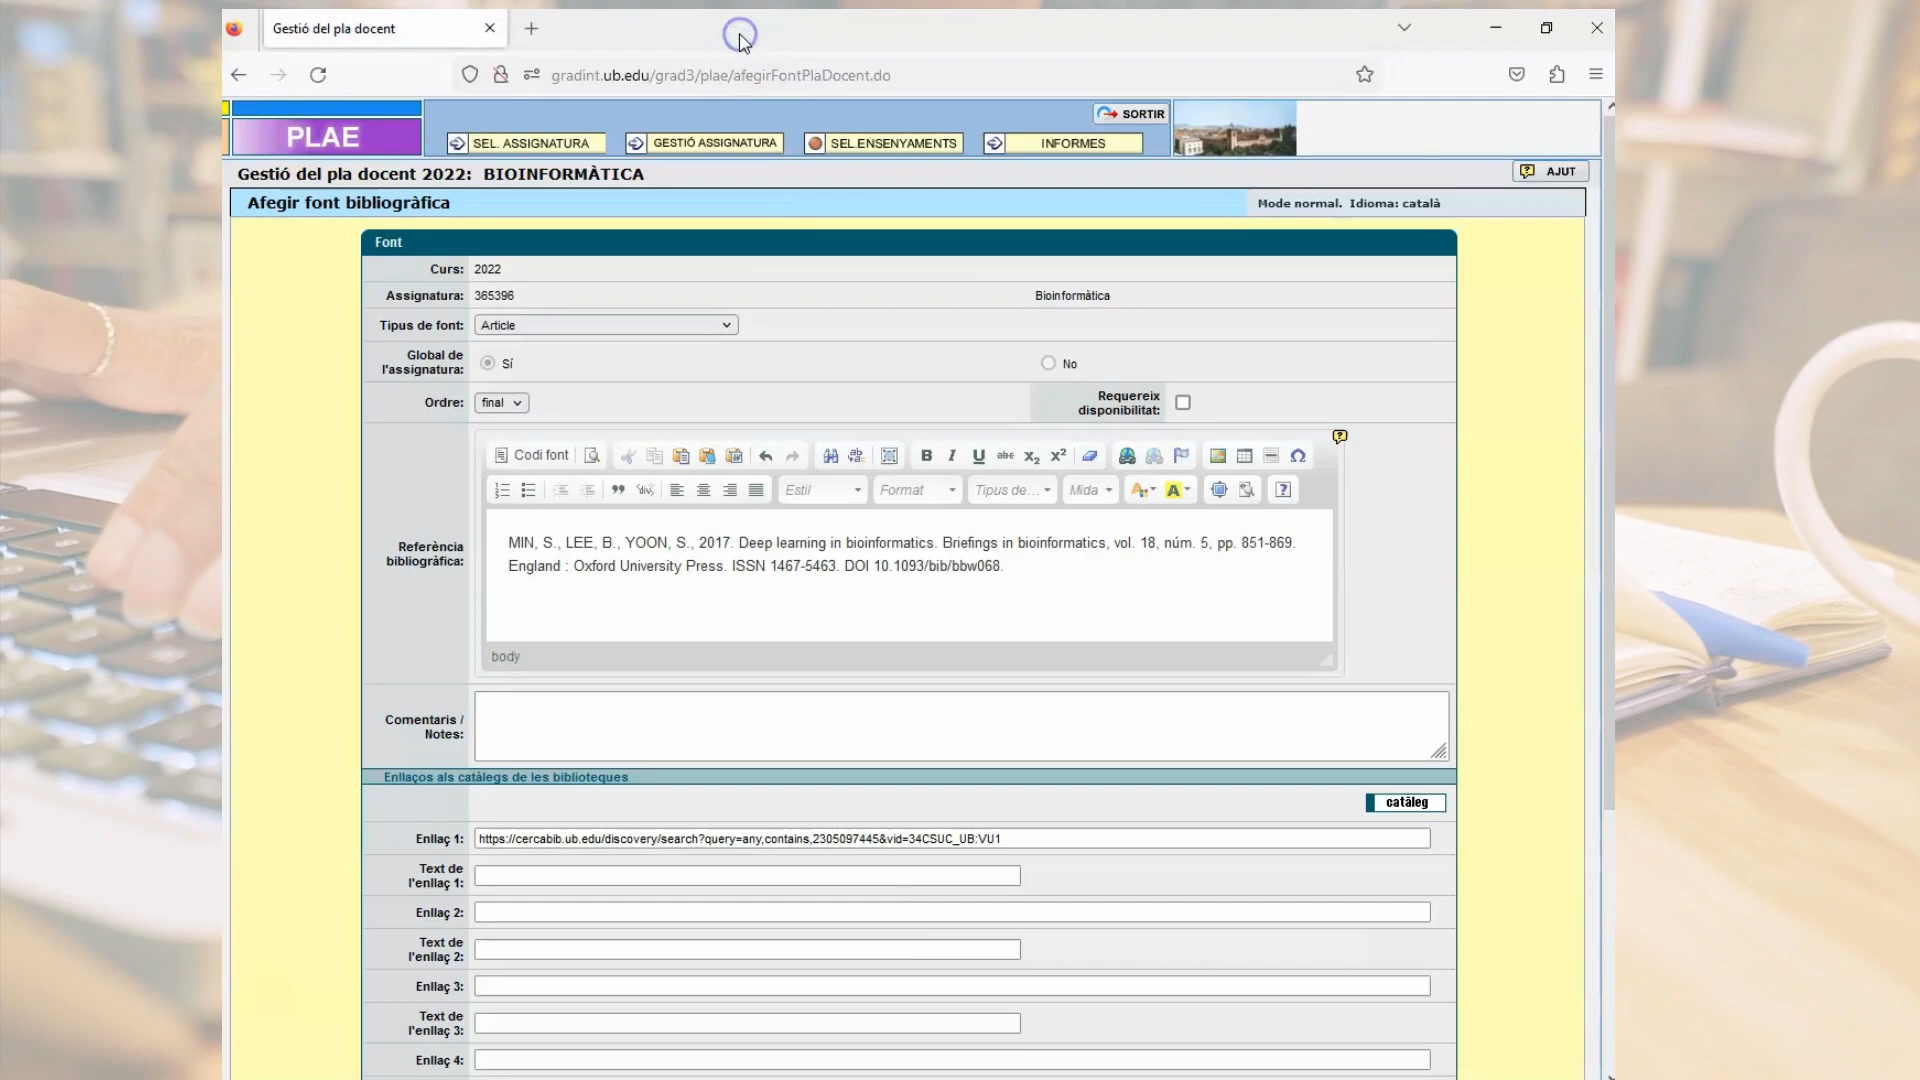 Gestió del pla docent
gradint.ub.edu/grad3/plae/afegirFontPlaDocent.do
PLAE
SEL. ASSIGNATURA
GESTIÓ ASSIGNATURA
SEL.ENSENYAMENTS
INFORMES
SORTIR
Gestió del pla docent 2022: BIOINFORMÀTICA
AJUT
Afegir font bibliogràfica
Mode normal. Idioma: català
Font
Curs: 2022
Assignatura: 365396 Bioinformàtica
Tipus de font: Article
Global de l'assignatura: Sí No
Ordre: final
Requereix disponibilitat:
Codi font
B I U abc X₂ X²
Estil Format Tipus de... Mida
Referència bibliogràfica:
MIN, S., LEE, B., YOON, S., 2017. Deep learning in bioinformatics. Briefings in bioinformatics, vol. 18, núm. 5, pp. 851-869.
England : Oxford University Press. ISSN 1467-5463. DOI 10.1093/bib/bbw068.
body
Comentaris / Notes:
Enllaços als catàlegs de les biblioteques
catàleg
Enllaç 1: https://cercabib.ub.edu/discovery/search?query=any,contains,2305097445&vid=34CSUC_UB:VU1
Text de l'enllaç 1:
Enllaç 2:
Text de l'enllaç 2:
Enllaç 3:
Text de l'enllaç 3:
Enllaç 4: